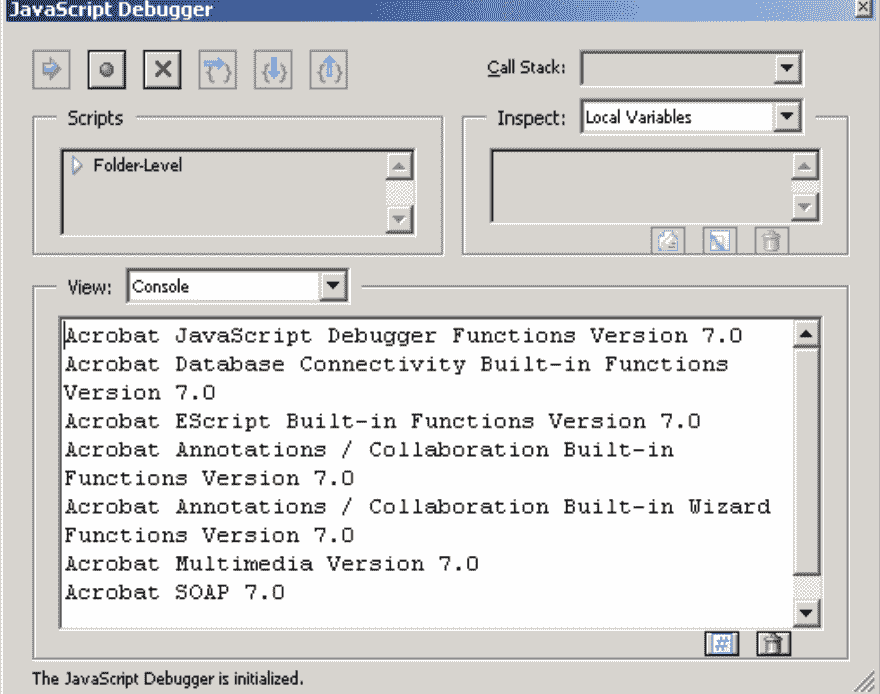 JavaScript Debugger
Call Stack:
Scripts
Inspect: Local Variables
Folder-Level
View: Console
Acrobat JavaScript Debugger Functions Version 7.0
Acrobat Database Connectivity Built-in Functions
Version 7.0
Acrobat EScript Built-in Functions Version 7.0
Acrobat Annotations / Collaboration Built-in
Functions Version 7.0
Acrobat Annotations / Collaboration Built-in Wizard
Functions Version 7.0
Acrobat Multimedia Version 7.0
Acrobat SOAP 7.0
The JavaScript Debugger is initialized.